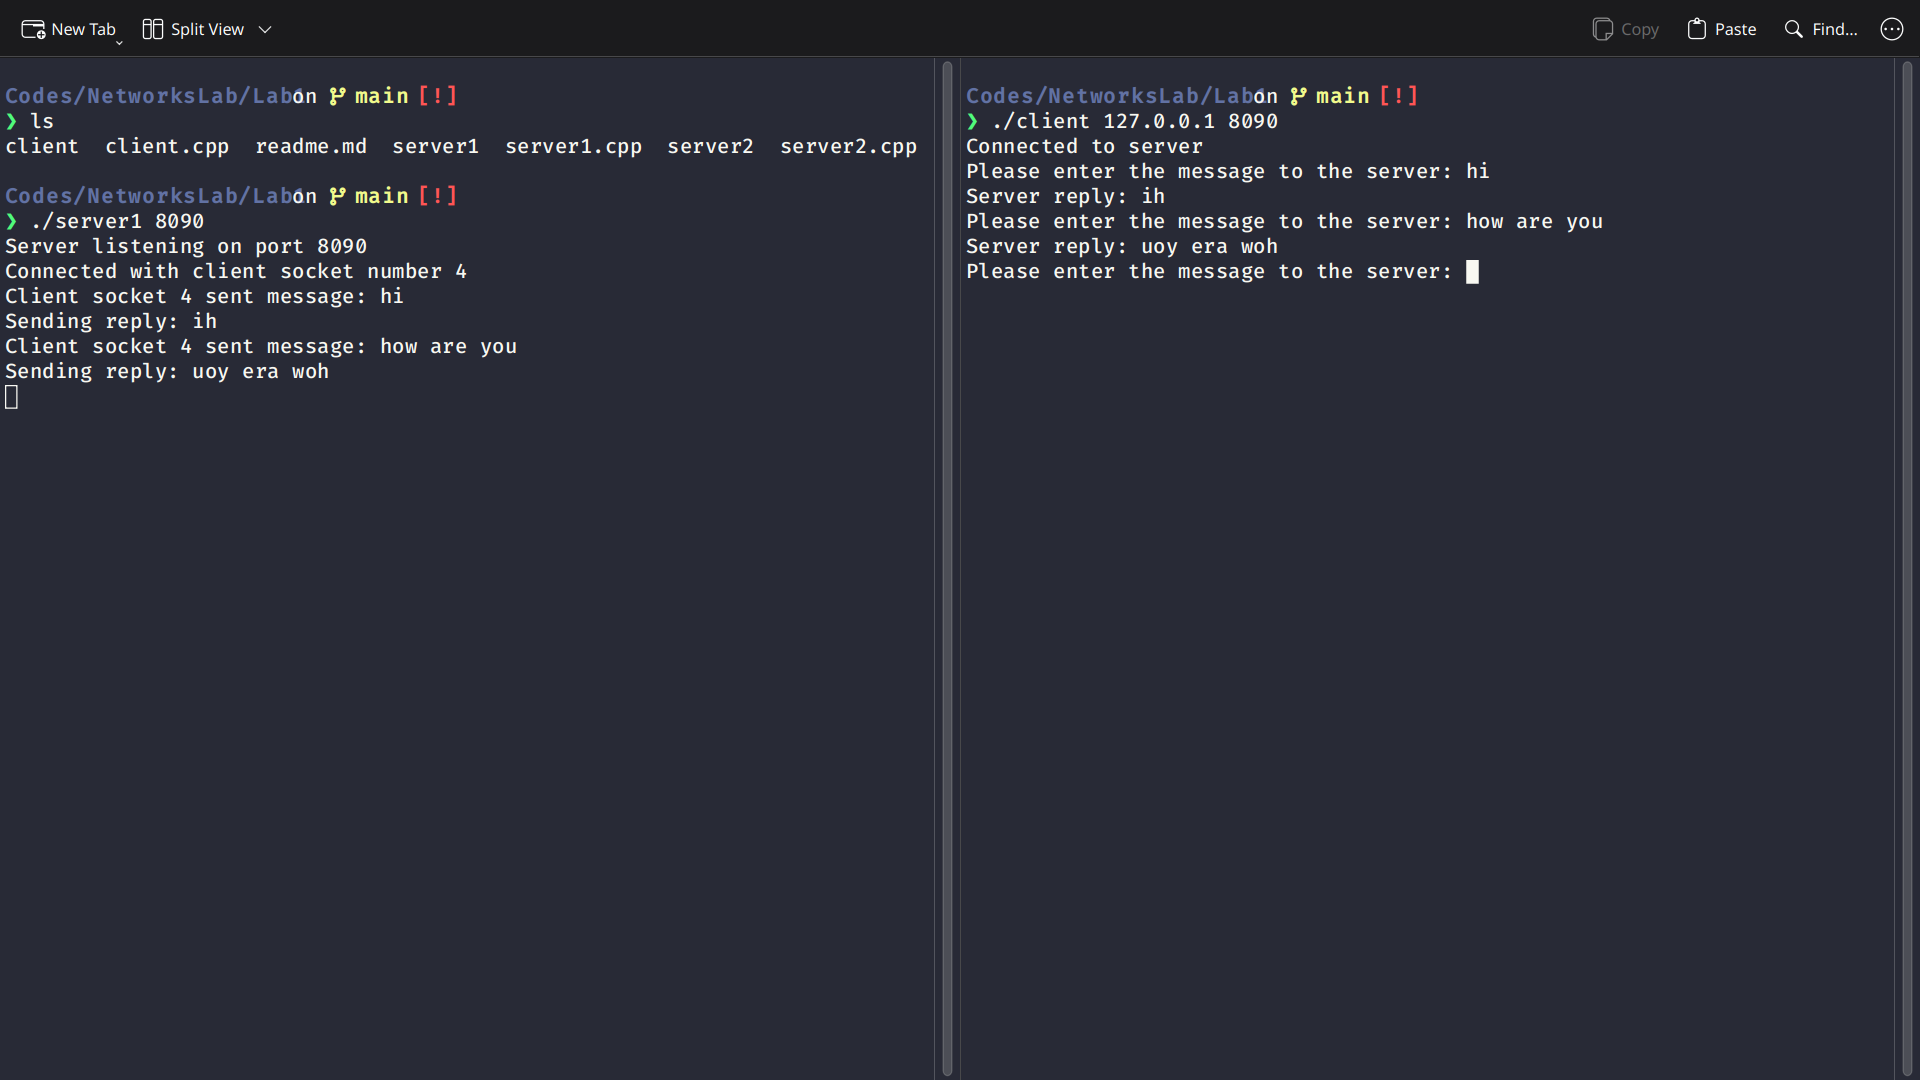 New Tab Split View Copy Paste Find...
Codes/NetworksLab/Lab on main [!]
❯ ls
client client.cpp readme.md server1 server1.cpp server2 server2.cpp
Codes/NetworksLab/Lab on main [!]
❯ ./server1 8090
Server listening on port 8090
Connected with client socket number 4
Client socket 4 sent message: hi
Sending reply: ih
Client socket 4 sent message: how are you
Sending reply: uoy era woh
Codes/NetworksLab/Lab on main [!]
❯ ./client 127.0.0.1 8090
Connected to server
Please enter the message to the server: hi
Server reply: ih
Please enter the message to the server: how are you
Server reply: uoy era woh
Please enter the message to the server: